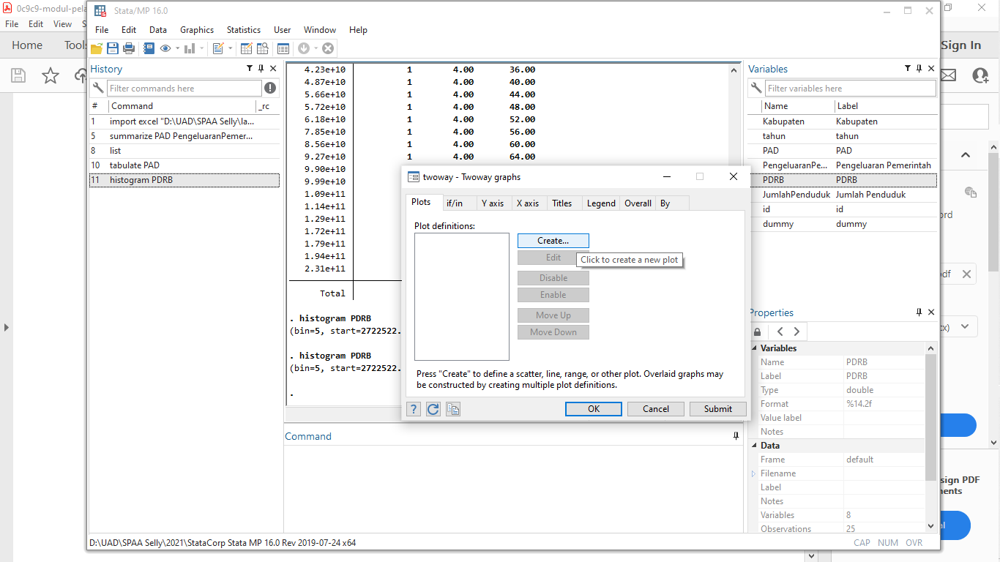 0c9c9-modul-pela
File Edit View
Home Tools
Sign In
Stata/MP 16.0
File Edit Data Graphics Statistics User Window Help
History
Filter commands here
# Command _rc
1 import excel "D:\UAD\SPAA Selly\la...
5 summarize PAD PengeluaranPemer...
8 list
10 tabulate PAD
11 histogram PDRB
4.23e+10 1 4.00 36.00
4.87e+10 1 4.00 40.00
5.66e+10 1 4.00 44.00
5.72e+10 1 4.00 48.00
6.18e+10 1 4.00 52.00
7.85e+10 1 4.00 56.00
8.56e+10 1 4.00 60.00
9.27e+10 1 4.00 64.00
9.90e+10
9.99e+10
1.09e+11
1.14e+11
1.29e+11
1.72e+11
1.79e+11
1.94e+11
2.31e+11
Total
. histogram PDRB
(bin=5, start=2722522.
. histogram PDRB
(bin=5, start=2722522.
.
twoway - Twoway graphs
Plots if/in Y axis X axis Titles Legend Overall By
Plot definitions:
Create...
Edit
Click to create a new plot
Disable
Enable
Move Up
Move Down
Press "Create" to define a scatter, line, range, or other plot. Overlaid graphs may
be constructed by creating multiple plot definitions.
? OK Cancel Submit
Command
Variables
Filter variables here
Name Label
Kabupaten Kabupaten
tahun tahun
PAD PAD
PengeluaranPe... Pengeluaran Pemerintah
PDRB PDRB
JumlahPenduduk Jumlah Penduduk
id id
dummy dummy
Properties
Variables
Name PDRB
Label PDRB
Type double
Format %14.2f
Value label
Notes
Data
Frame default
Filename
Label
Notes
Variables 8
Observations 25
D:\UAD\SPAA Selly\2021\StataCorp Stata MP 16.0 Rev 2019-07-24 x64
CAP NUM OVR
ord
odf
cx)
sign PDF
nents
al